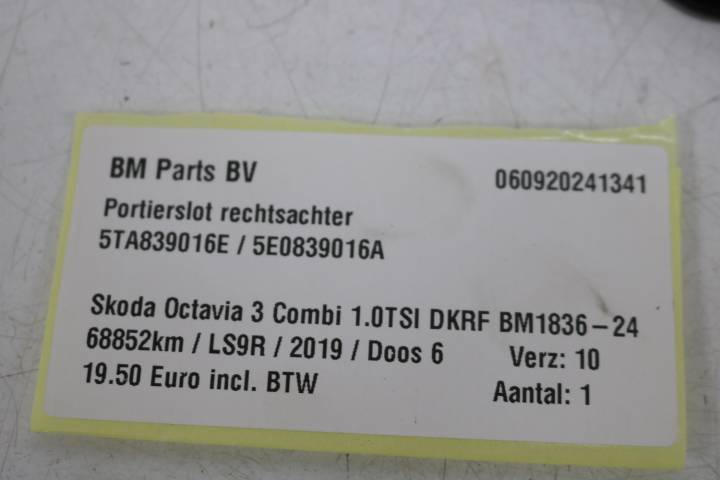 BM Parts BV 060920241341
Portierslot rechtsachter
5TA839016E / 5E0839016A
Skoda Octavia 3 Combi 1.0TSI DKRF BM1836-24
68852km / LS9R / 2019 / Doos 6 Verz: 10
19.50 Euro incl. BTW Aantal: 1